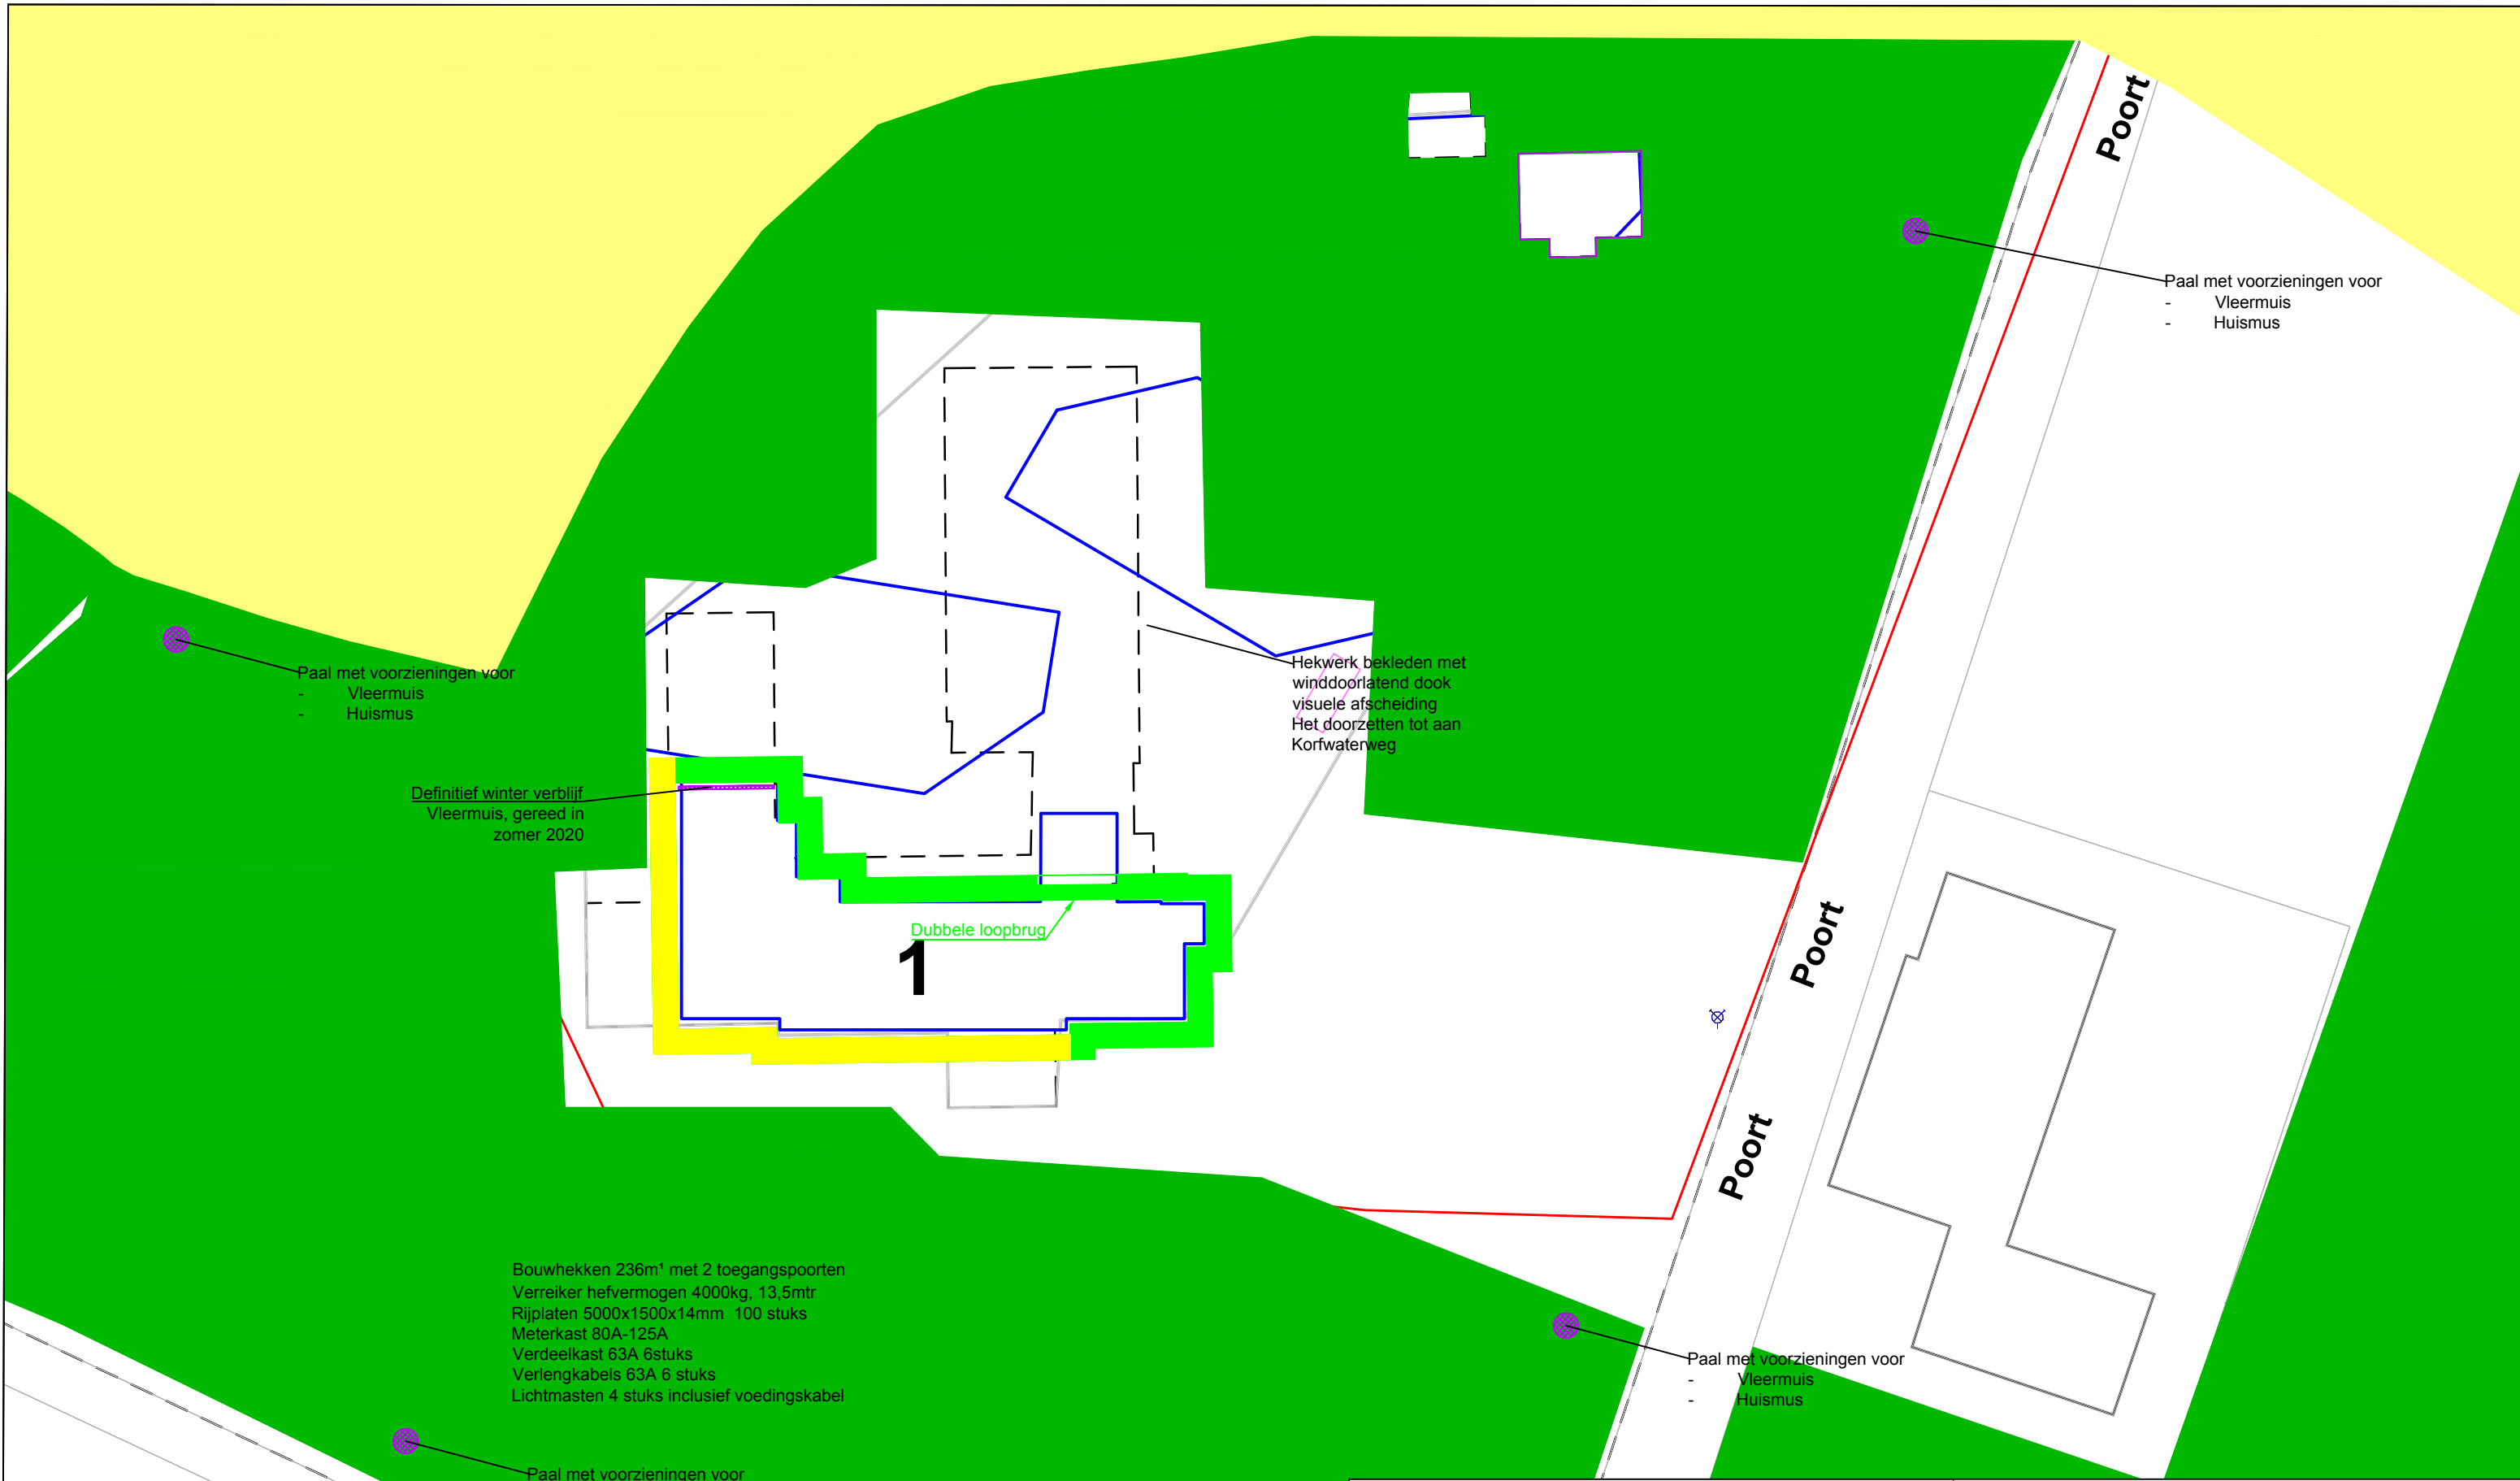 Poort
Paal met voorzieningen voor
- Vleermuis
- Huismus
Paal met voorzieningen voor
- Vleermuis
- Huismus
Hekwerk bekleden met
winddoorlatend dook
visuele afscheiding
Het doorzetten tot aan
Korfwaterweg
Definitief winter verblijf
Vleermuis, gereed in
zomer 2020
Dubbele loopbrug
1
Poort
Poort
Bouwhekken 236m¹ met 2 toegangspoorten
Verreiker hefvermogen 4000kg, 13,5mtr
Rijplaten 5000x1500x14mm 100 stuks
Meterkast 80A-125A
Verdeelkast 63A 6stuks
Verlengkabels 63A 6 stuks
Lichtmasten 4 stuks inclusief voedingskabel
Paal met voorzieningen voor
- Vleermuis
- Huismus
Paal met voorzieningen voor